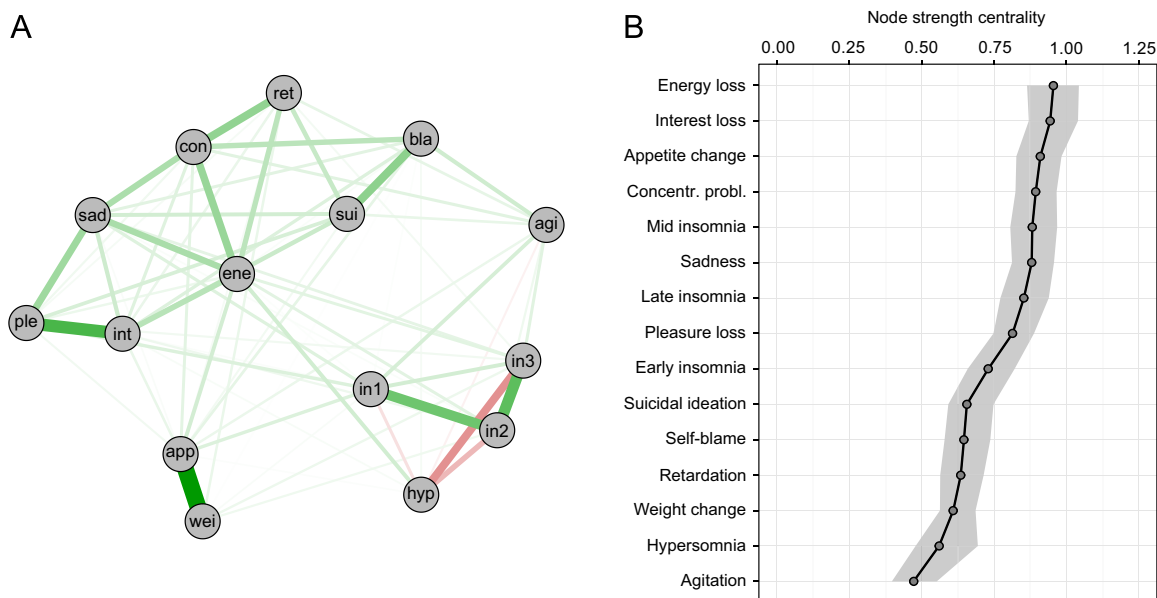 A
ret
con
bla
sad
sui
agi
ene
ple
int
in3
in1
in2
app
hyp
wei
B
Node strength centrality
0.00 0.25 0.50 0.75 1.00 1.25
Energy loss
Interest loss
Appetite change
Concentr. probl.
Mid insomnia
Sadness
Late insomnia
Pleasure loss
Early insomnia
Suicidal ideation
Self-blame
Retardation
Weight change
Hypersomnia
Agitation